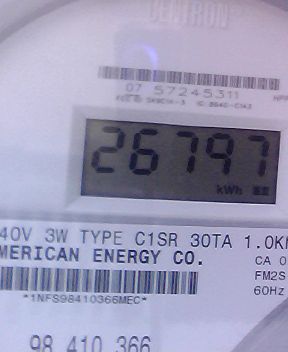 CENTRON®
07 57245311
26797
kWh
40V 3W TYPE C1SR 30TA 1.0K
MERICAN ENERGY CO.
CA 0
FM2S
60Hz
*1NFS98410366MEC*
98 410 366